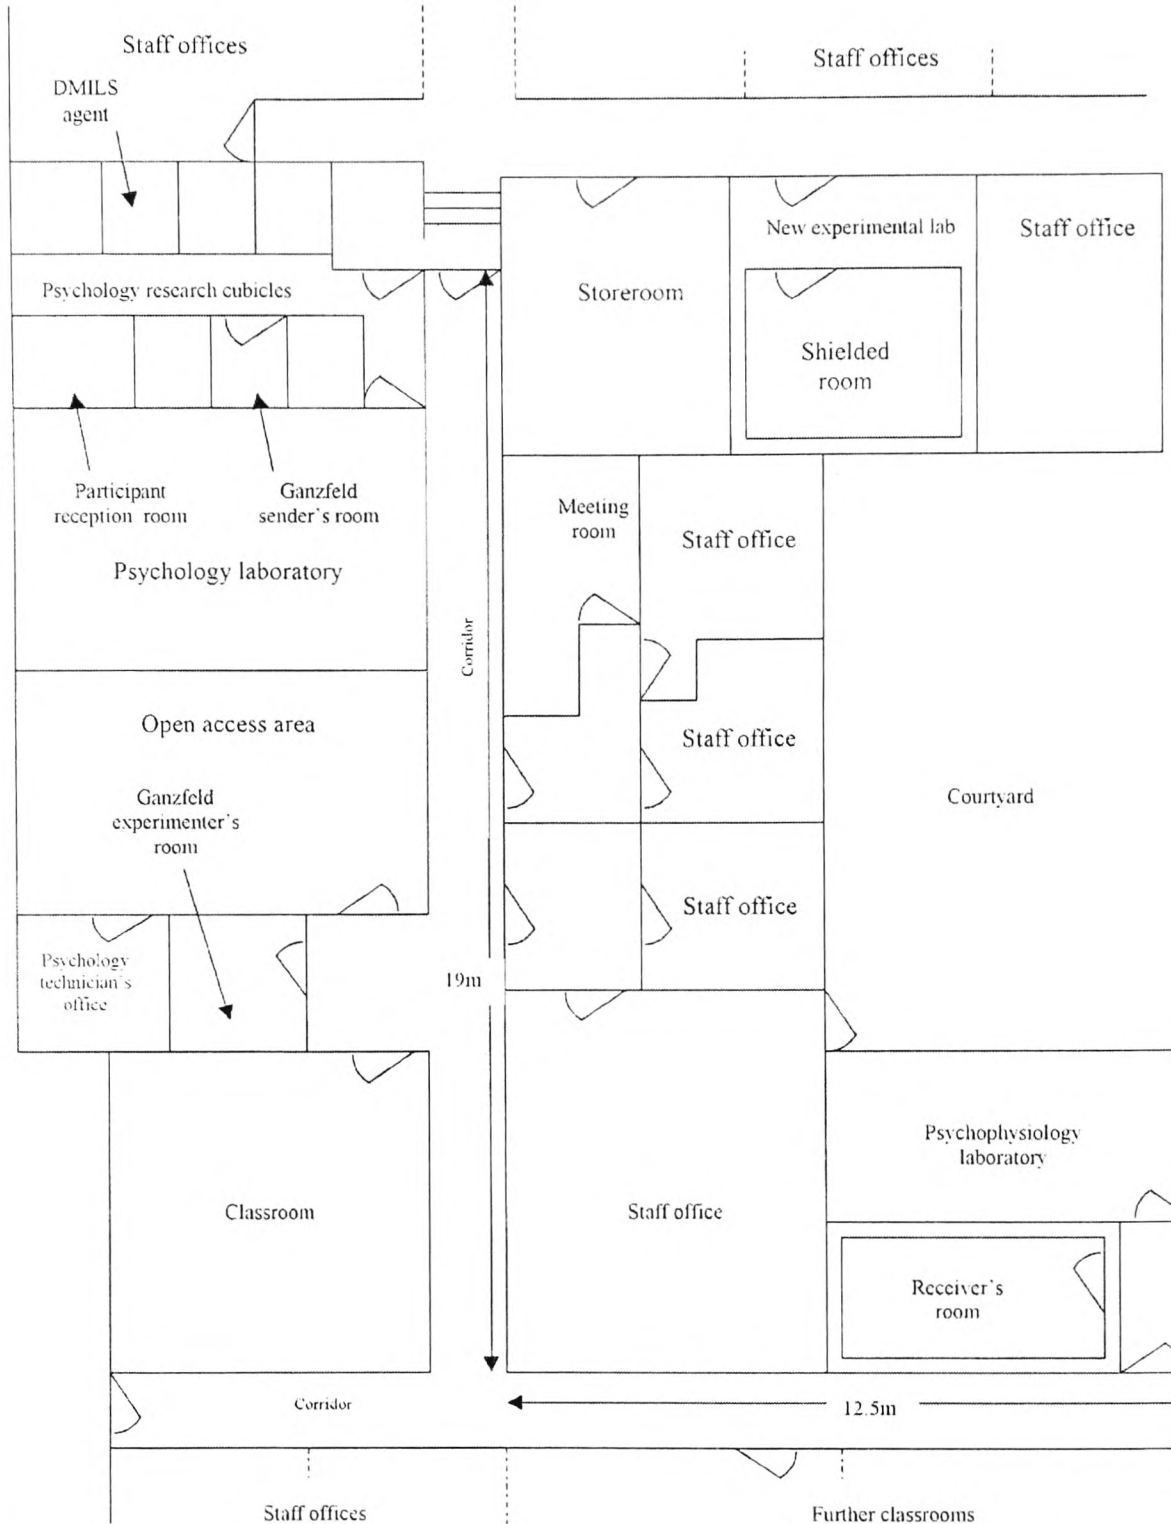 Staff offices
Staff offices
DMILS
agent
New experimental lab
Staff office
Psychology research cubicles
Storeroom
Shielded
room
Participant
reception room
Ganzfeld
sender's room
Meeting
room
Staff office
Psychology laboratory
Corridor
Open access area
Staff office
Ganzfeld
experimenter's
room
Courtyard
Staff office
Psychology
technician's
office
19m
Psychophysiology
laboratory
Classroom
Staff office
Receiver's
room
Corridor
12.5m
Staff offices
Further classrooms